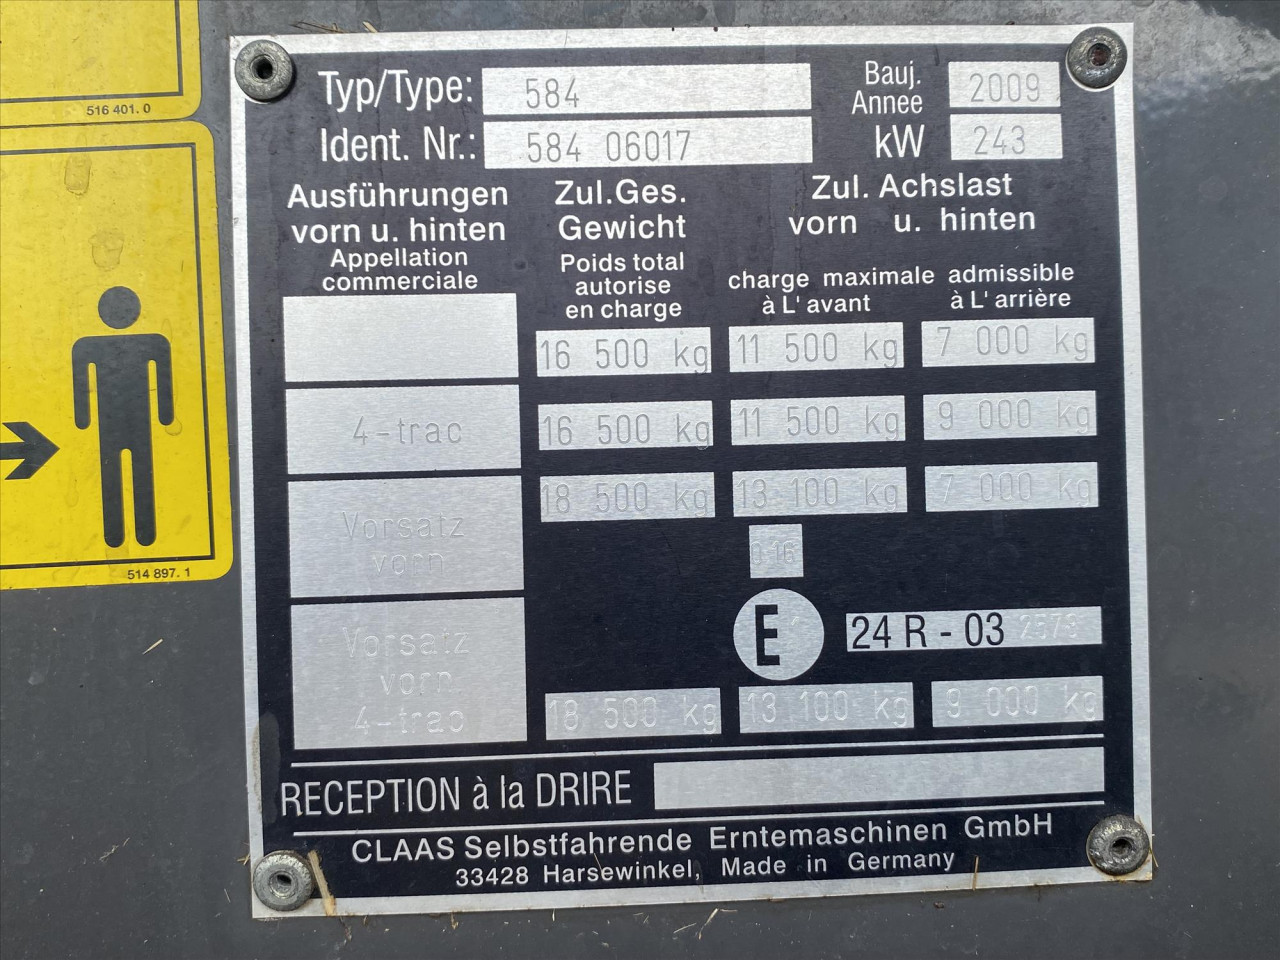 516 401. 0
Typ/Type: 584 Bauj. Annee 2009
Ident. Nr.: 584 06017 kW 243
Ausführungen vorn u. hinten
Appellation commerciale
Zul.Ges. Gewicht
Poids total autorise en charge
Zul. Achslast
vorn u. hinten
charge maximale admissible
à L'avant à L'arrière
16 500 kg 11 500 kg 7 000 kg
4-trac 16 500 kg 11 500 kg 9 000 kg
Vorsatz vorn 18 500 kg 13 100 kg 7 000 kg
514 897. 1
E 24 R - 03
Vorsatz vorn 4-trac 18 500 kg 13 100 kg 9 000 kg
RECEPTION à la DRIRE
CLAAS Selbstfahrende Erntemaschinen GmbH
33428 Harsewinkel, Made in Germany